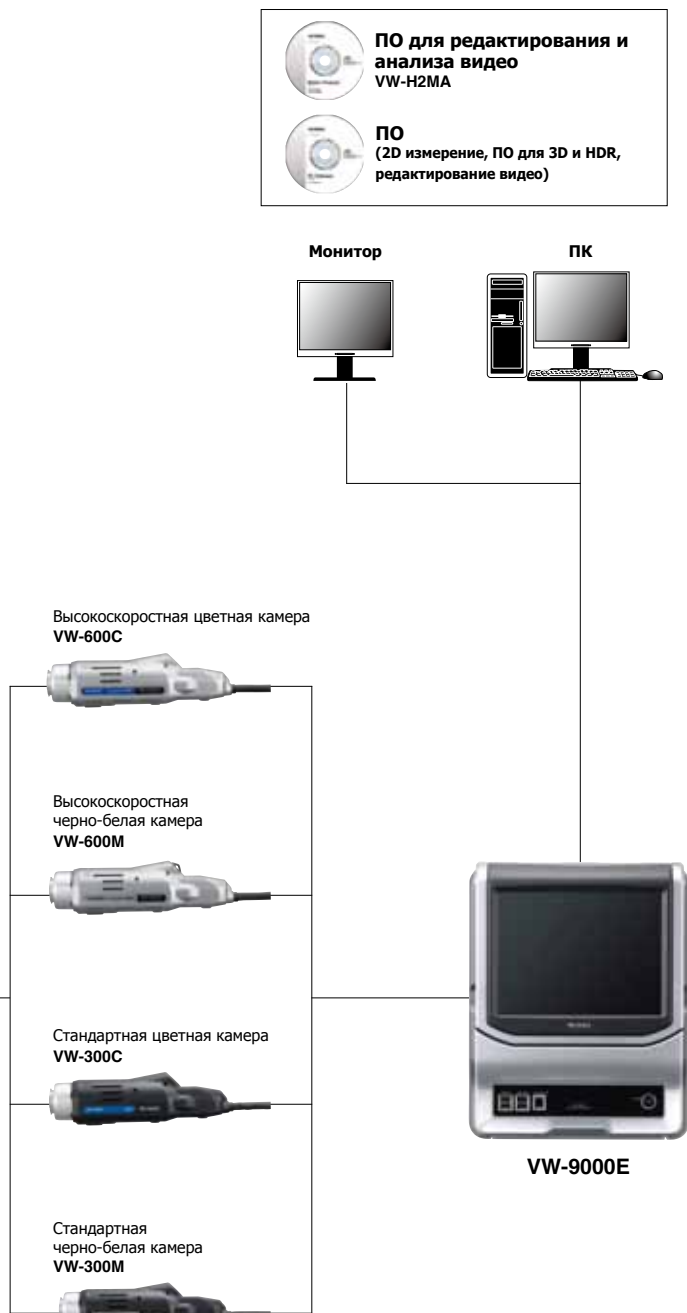 ПО для редактирования и
анализа видео
VW-H2MA
ПО
(2D измерение, ПО для 3D и HDR,
редактирование видео)
Монитор
ПК
Высокоскоростная цветная камера
VW-600C
Высокоскоростная
черно-белая камера
VW-600M
Стандартная цветная камера
VW-300C
Стандартная
черно-белая камера
VW-300M
VW-9000E